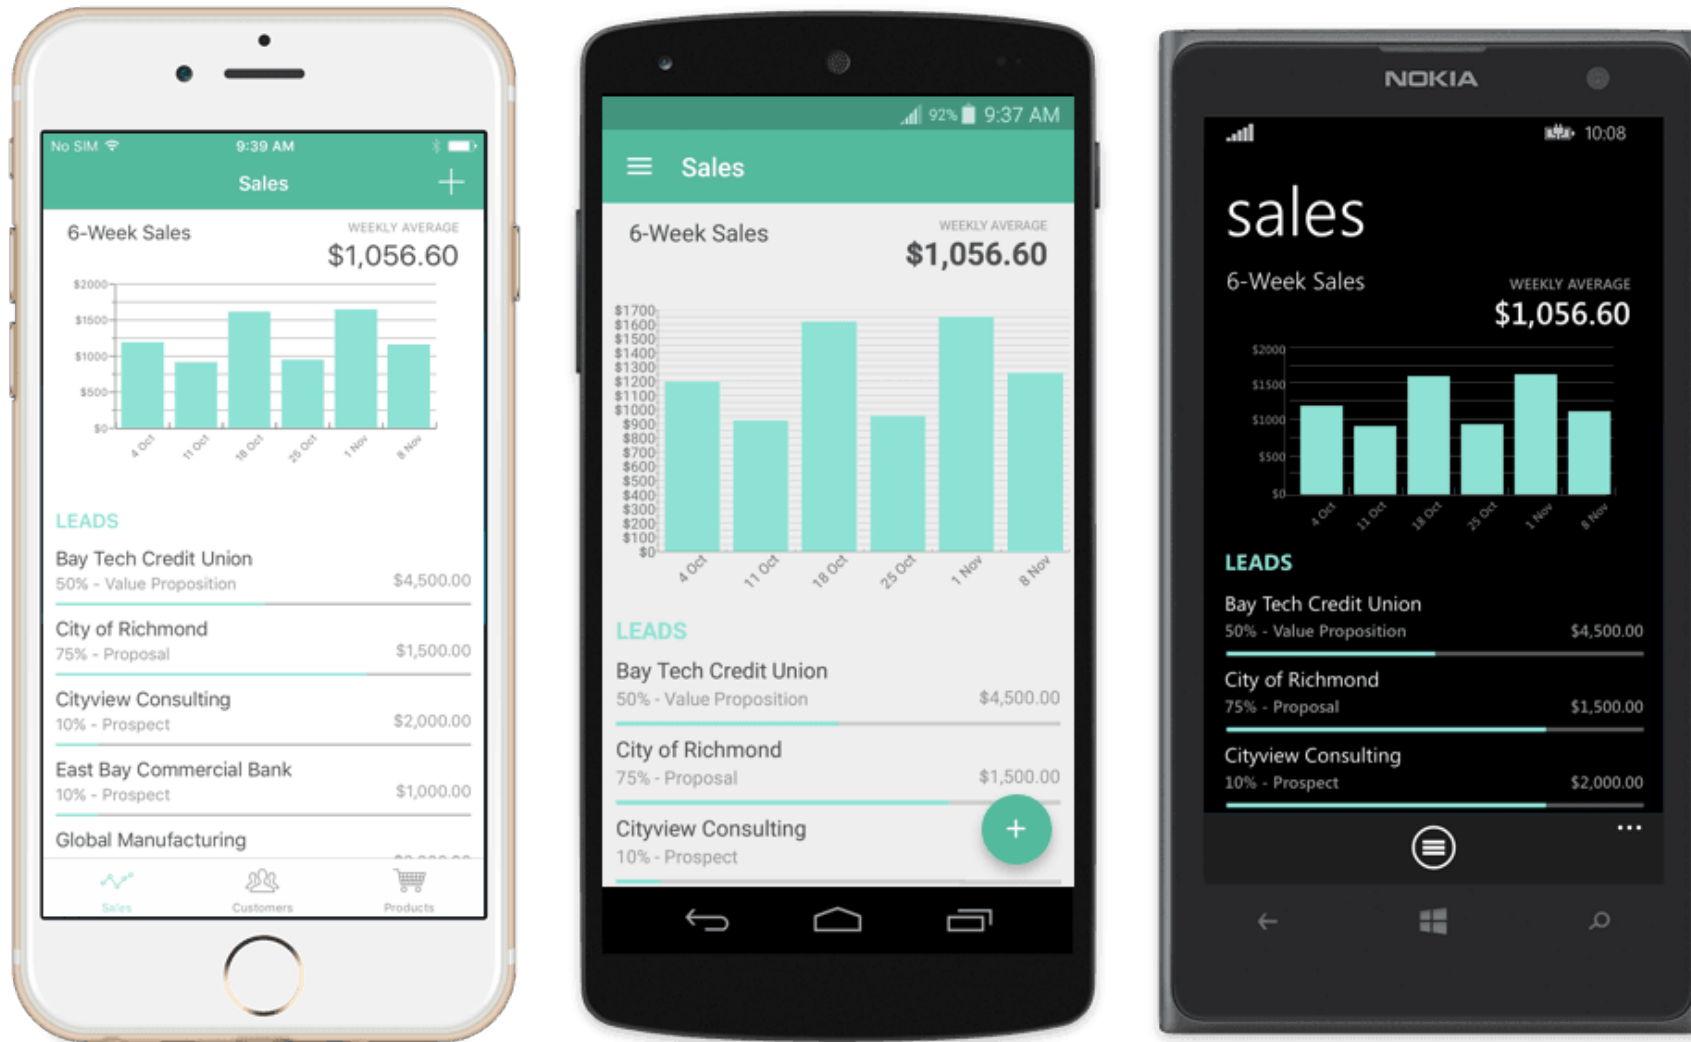 No SIM 9:39 AM
Sales
6-Week Sales
WEEKLY AVERAGE
$1,056.60
$2000
$1500
$1000
$500
$0
4 Oct 11 Oct 18 Oct 25 Oct 1 Nov 8 Nov
LEADS
Bay Tech Credit Union
50% - Value Proposition $4,500.00
City of Richmond
75% - Proposal $1,500.00
Cityview Consulting
10% - Prospect $2,000.00
East Bay Commercial Bank
10% - Prospect $1,000.00
Global Manufacturing
Sales Customers Products
92% 9:37 AM
Sales
6-Week Sales
WEEKLY AVERAGE
$1,056.60
$1700
$1600
$1500
$1400
$1300
$1200
$1100
$1000
$900
$800
$700
$600
$500
$400
$300
$200
$100
$0
4 Oct 11 Oct 18 Oct 25 Oct 1 Nov 8 Nov
LEADS
Bay Tech Credit Union
50% - Value Proposition $4,500.00
City of Richmond
75% - Proposal $1,500.00
Cityview Consulting
10% - Prospect
+
NOKIA
10:08
sales
6-Week Sales
WEEKLY AVERAGE
$1,056.60
$2000
$1500
$1000
$500
$0
4 Oct 11 Oct 18 Oct 25 Oct 1 Nov 8 Nov
LEADS
Bay Tech Credit Union
50% - Value Proposition $4,500.00
City of Richmond
75% - Proposal $1,500.00
Cityview Consulting
10% - Prospect $2,000.00